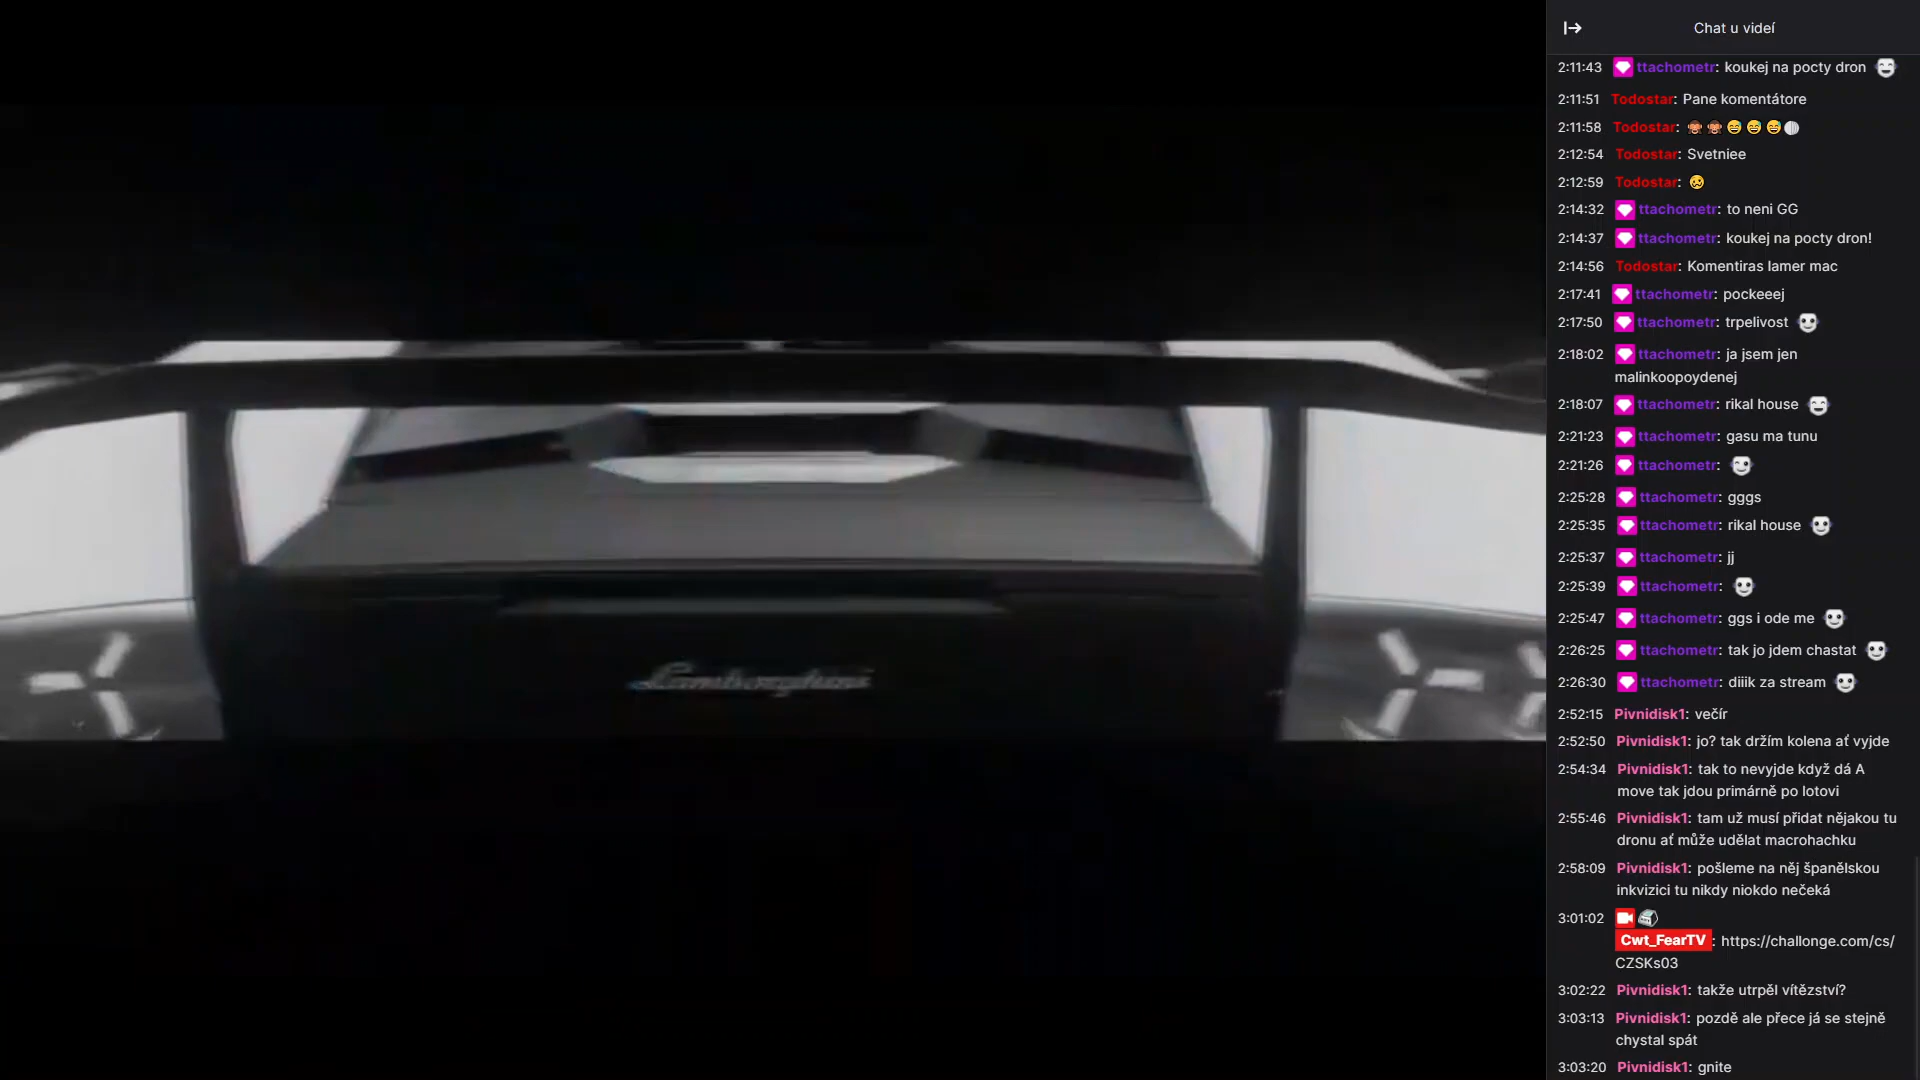 Lamborghini
Chat u videí
2:11:43 ttachometr: koukej na pocty dron
2:11:51 Todostar: Pane komentátore
2:11:58 Todostar:
2:12:54 Todostar: Svetniee
2:12:59 Todostar:
2:14:32 ttachometr: to neni GG
2:14:37 ttachometr: koukej na pocty dron!
2:14:56 Todostar: Komentiras lamer mac
2:17:41 ttachometr: pockeeej
2:17:50 ttachometr: trpelivost
2:18:02 ttachometr: ja jsem jen
malinkoopoydenej
2:18:07 ttachometr: rikal house
2:21:23 ttachometr: gasu ma tunu
2:21:26 ttachometr:
2:25:28 ttachometr: gggs
2:25:35 ttachometr: rikal house
2:25:37 ttachometr: jj
2:25:39 ttachometr:
2:25:47 ttachometr: ggs i ode me
2:26:25 ttachometr: tak jo jdem chastat
2:26:30 ttachometr: diiik za stream
2:52:15 Pivnidisk1: večír
2:52:50 Pivnidisk1: jo? tak držím kolena ať vyjde
2:54:34 Pivnidisk1: tak to nevyjde když dá A
move tak jdou primárně po lotovi
2:55:46 Pivnidisk1: tam už musí přidat nějakou tu
dronu ať může udělat macrohachku
2:58:09 Pivnidisk1: pošleme na něj španělskou
inkvizici tu nikdy niokdo nečeká
3:01:02
Cwt_FearTV: https://challonge.com/cs/
CZSKs03
3:02:22 Pivnidisk1: takže utrpěl vítězství?
3:03:13 Pivnidisk1: pozdě ale přece já se stejně
chystal spát
3:03:20 Pivnidisk1: gnite